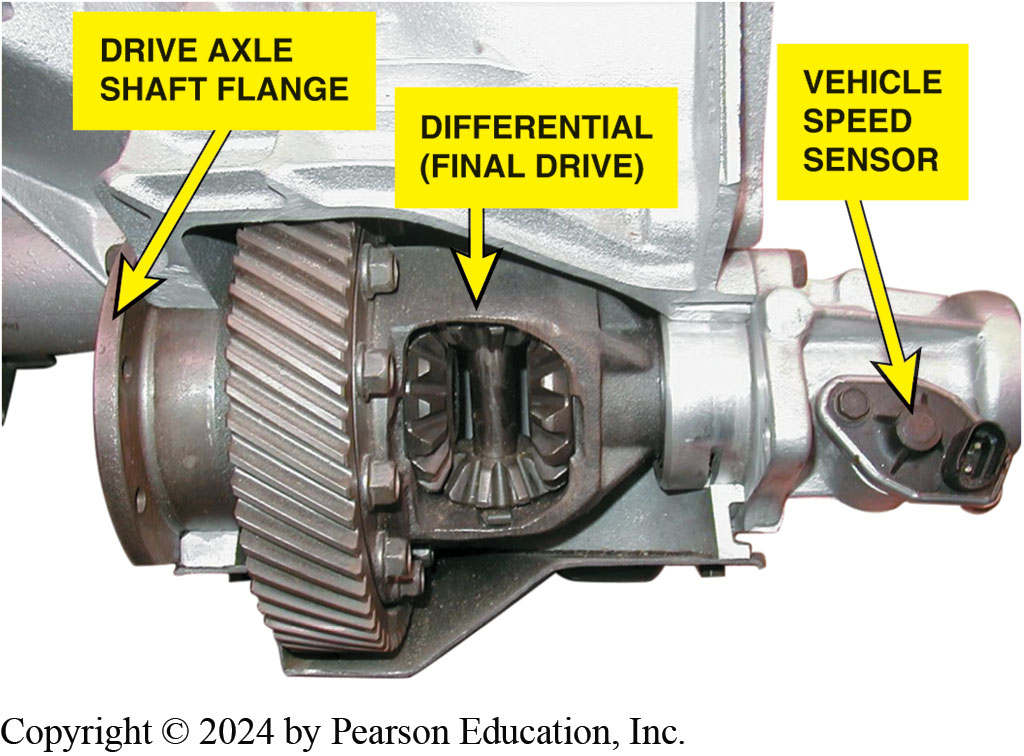 DRIVE AXLE
SHAFT FLANGE
DIFFERENTIAL
(FINAL DRIVE)
VEHICLE
SPEED
SENSOR
Copyright © 2024 by Pearson Education, Inc.